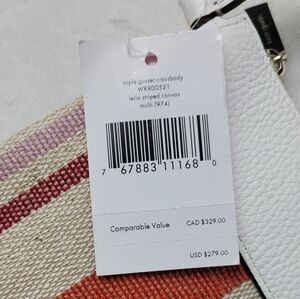 triple gusset crossbody
WKR00521
leila striped canvas
multi (974)
7 67883 11168 0
Comparable Value CAD $329.00
USD $279.00